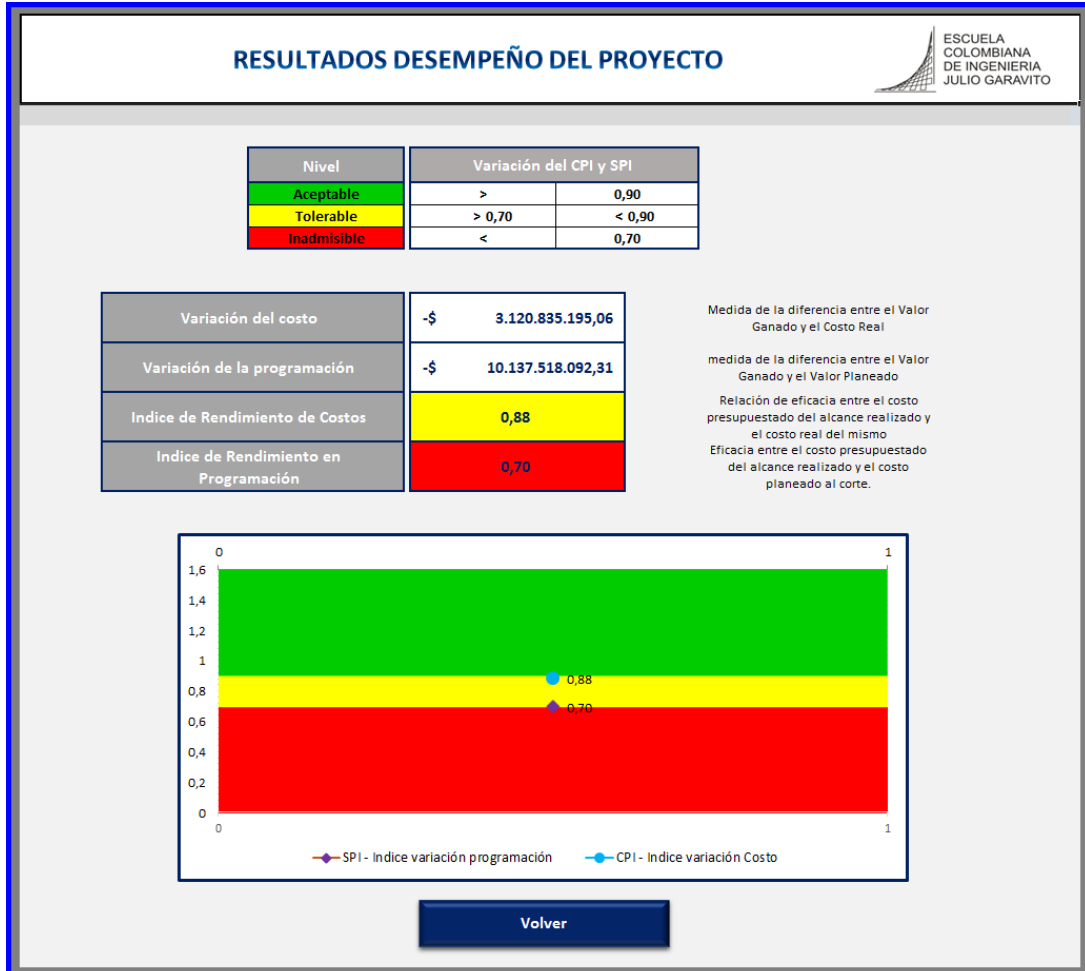 RESULTADOS DESEMPEÑO DEL PROYECTO
ESCUELA
COLOMBIANA
DE INGENIERIA
JULIO GARAVITO
Nivel
Variación del CPI y SPI
Aceptable > 0,90
Tolerable > 0,70 < 0,90
Inadmisible < 0,70
Variación del costo
-$ 3.120.835.195,06
Medida de la diferencia entre el Valor
Ganado y el Costo Real
Variación de la programación
-$ 10.137.518.092,31
medida de la diferencia entre el Valor
Ganado y el Valor Planeado
Indice de Rendimiento de Costos
0,88
Relación de eficacia entre el costo
presupuestado del alcance realizado y
el costo real del mismo
Indice de Rendimiento en
Programación
0,70
Eficacia entre el costo presupuestado
del alcance realizado y el costo
planeado al corte.
0 1
1,6
1,4
1,2
1
0,8
0,6
0,4
0,2
0
0,88
0,70
0 1
SPI - Indice variación programación
CPI - Indice variación Costo
Volver